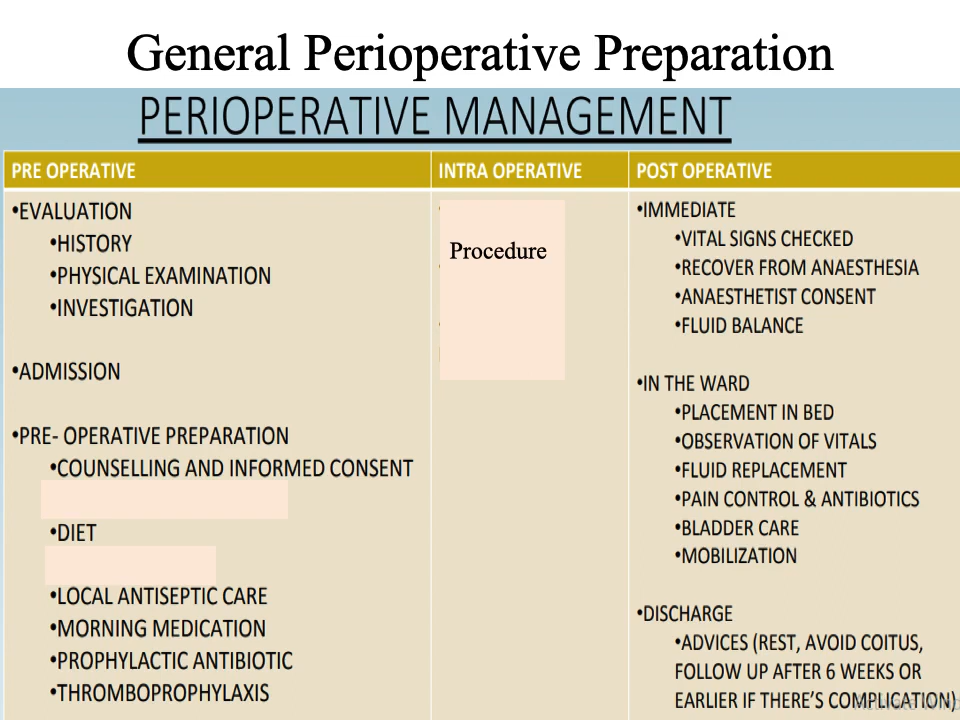 General Perioperative Preparation
PERIOPERATIVE MANAGEMENT
PRE OPERATIVE
•EVALUATION
•HISTORY
•PHYSICAL EXAMINATION
•INVESTIGATION
•ADMISSION
•PRE- OPERATIVE PREPARATION
•COUNSELLING AND INFORMED CONSENT
•DIET
•LOCAL ANTISEPTIC CARE
•MORNING MEDICATION
•PROPHYLACTIC ANTIBIOTIC
•THROMBOPROPHYLAXIS
INTRA OPERATIVE
Procedure
POST OPERATIVE
•IMMEDIATE
•VITAL SIGNS CHECKED
•RECOVER FROM ANAESTHESIA
•ANAESTHETIST CONSENT
•FLUID BALANCE
•IN THE WARD
•PLACEMENT IN BED
•OBSERVATION OF VITALS
•FLUID REPLACEMENT
•PAIN CONTROL & ANTIBIOTICS
•BLADDER CARE
•MOBILIZATION
•DISCHARGE
•ADVICES (REST, AVOID COITUS,
FOLLOW UP AFTER 6 WEEKS OR
EARLIER IF THERE'S COMPLICATION)